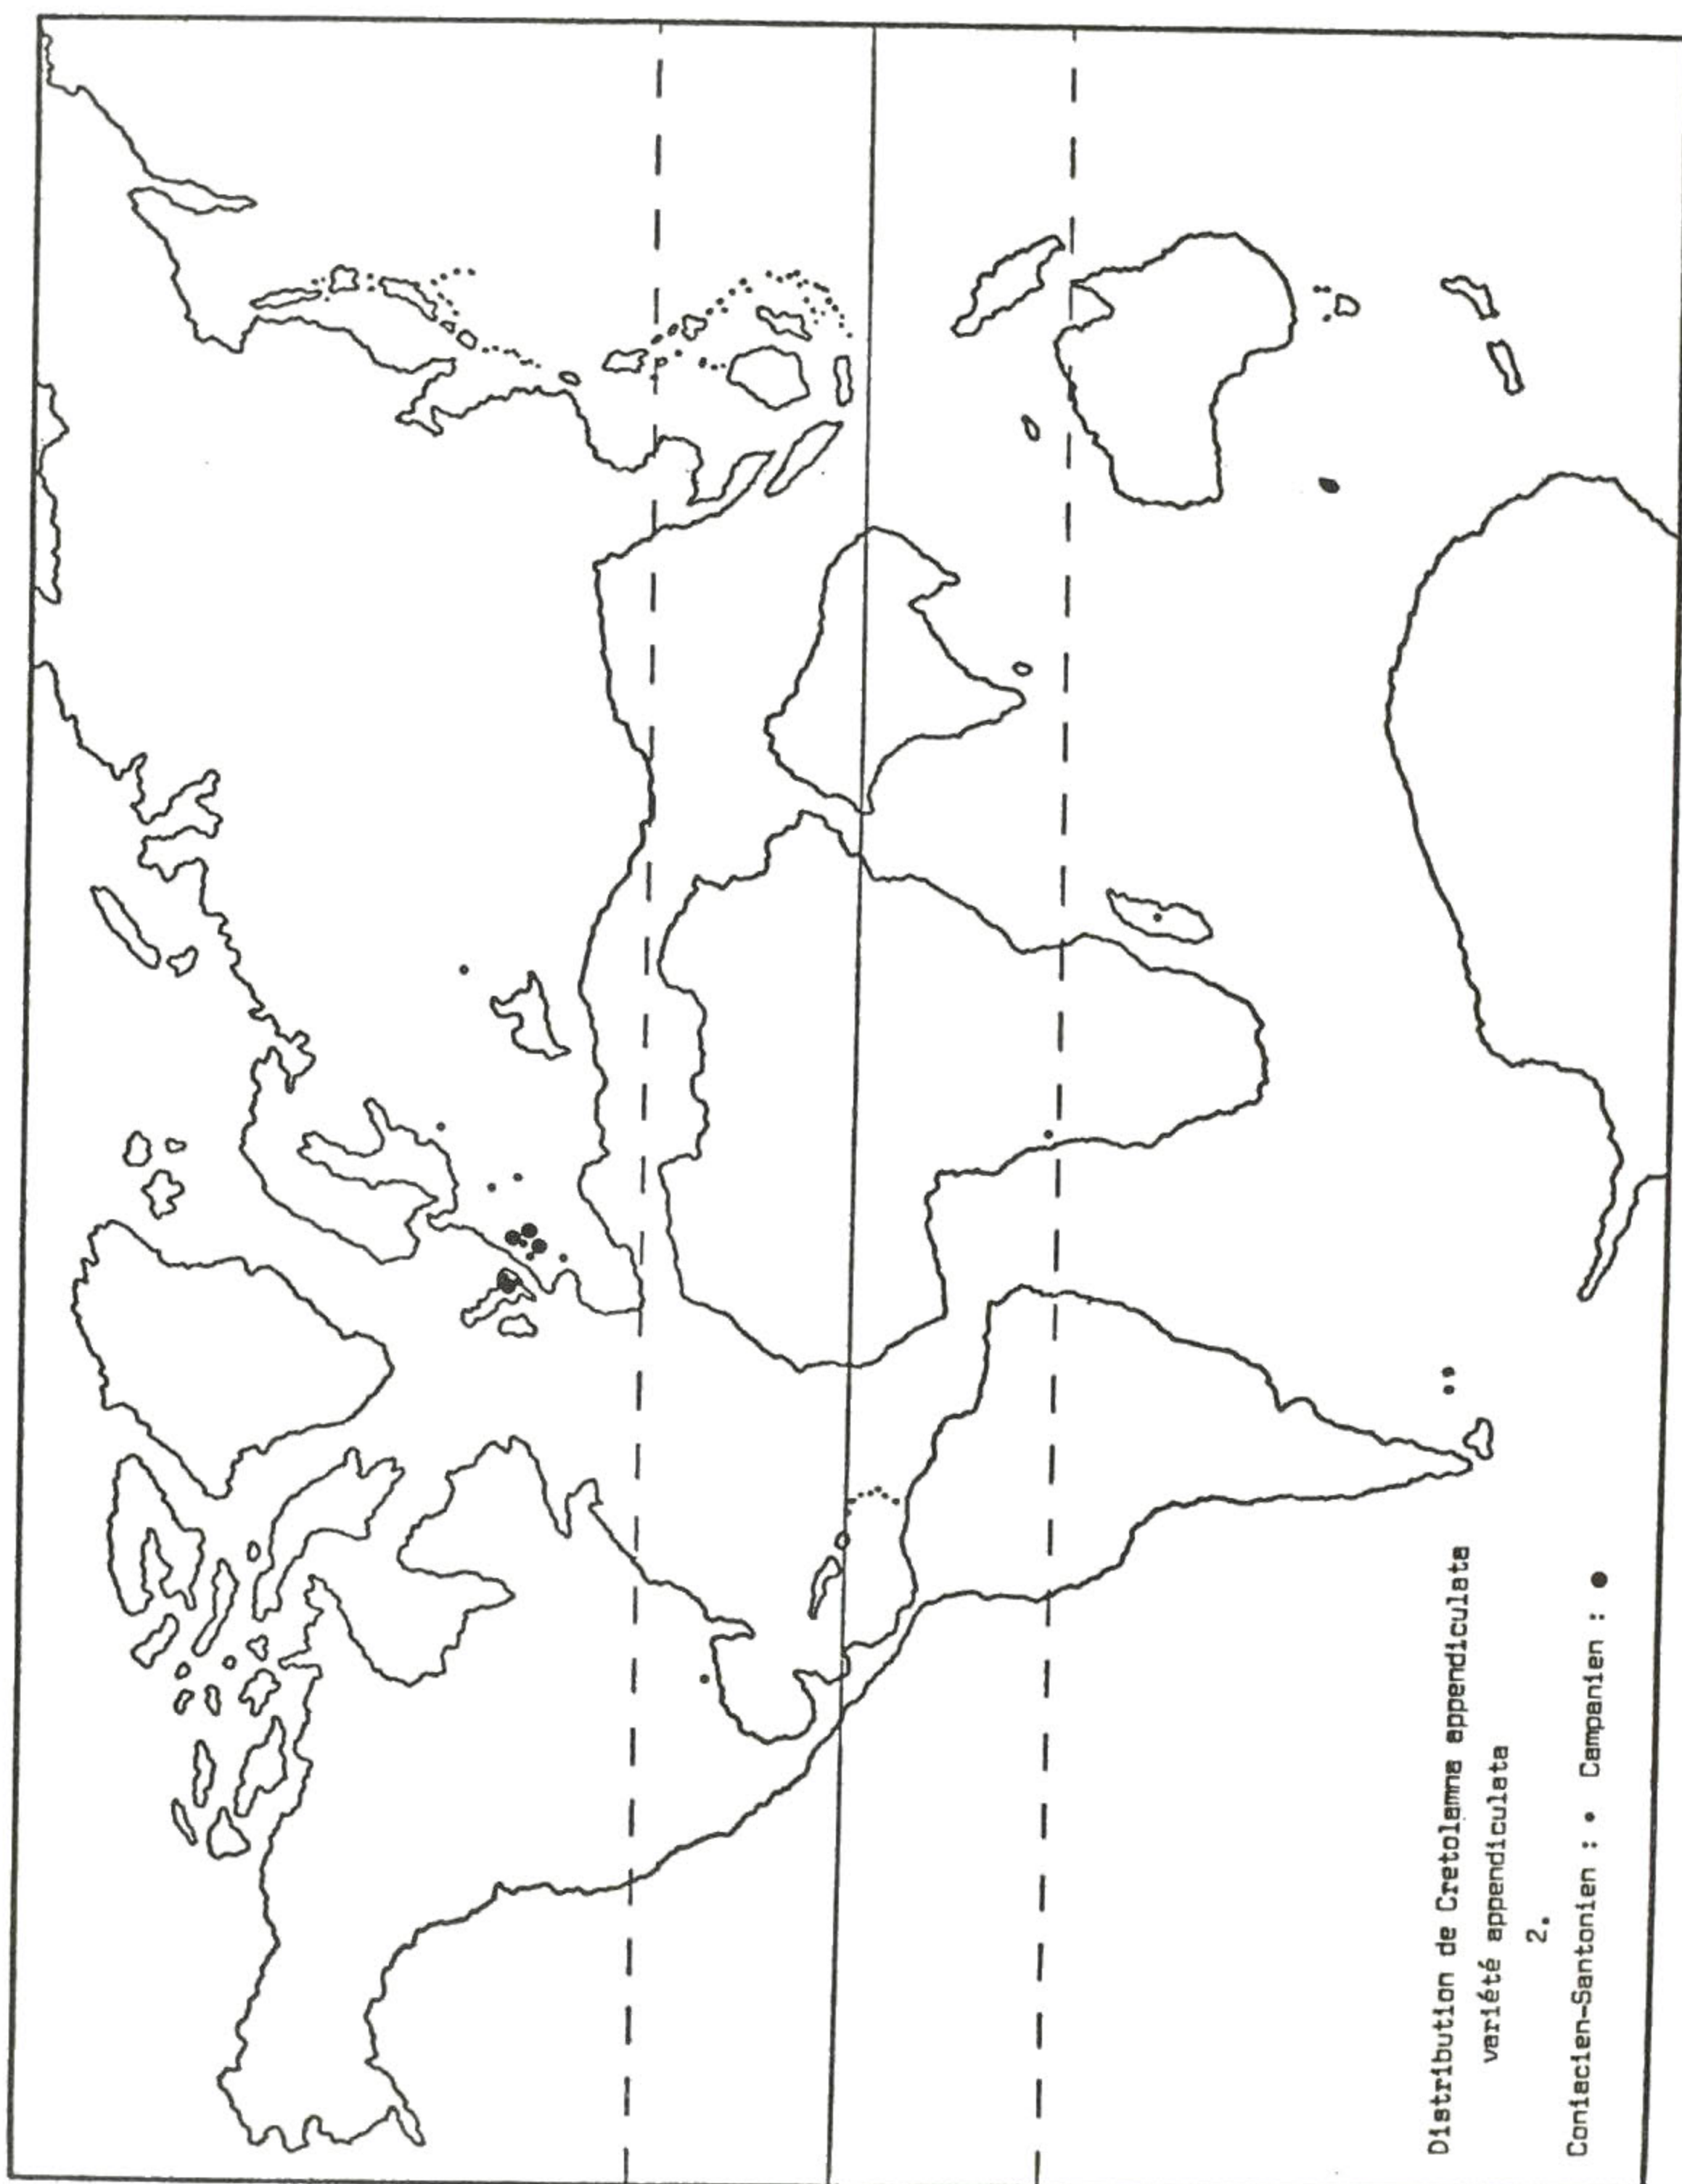 Distribution de Cretolamna appendiculata
variété appendiculata
2.
Coniacien-Santonien : • Campanien : ●